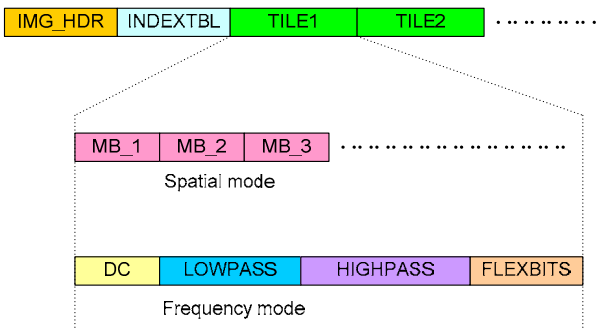 IMG_HDR INDEXTBL TILE1 TILE2
MB_1 MB_2 MB_3
Spatial mode
DC LOWPASS HIGHPASS FLEXBITS
Frequency mode